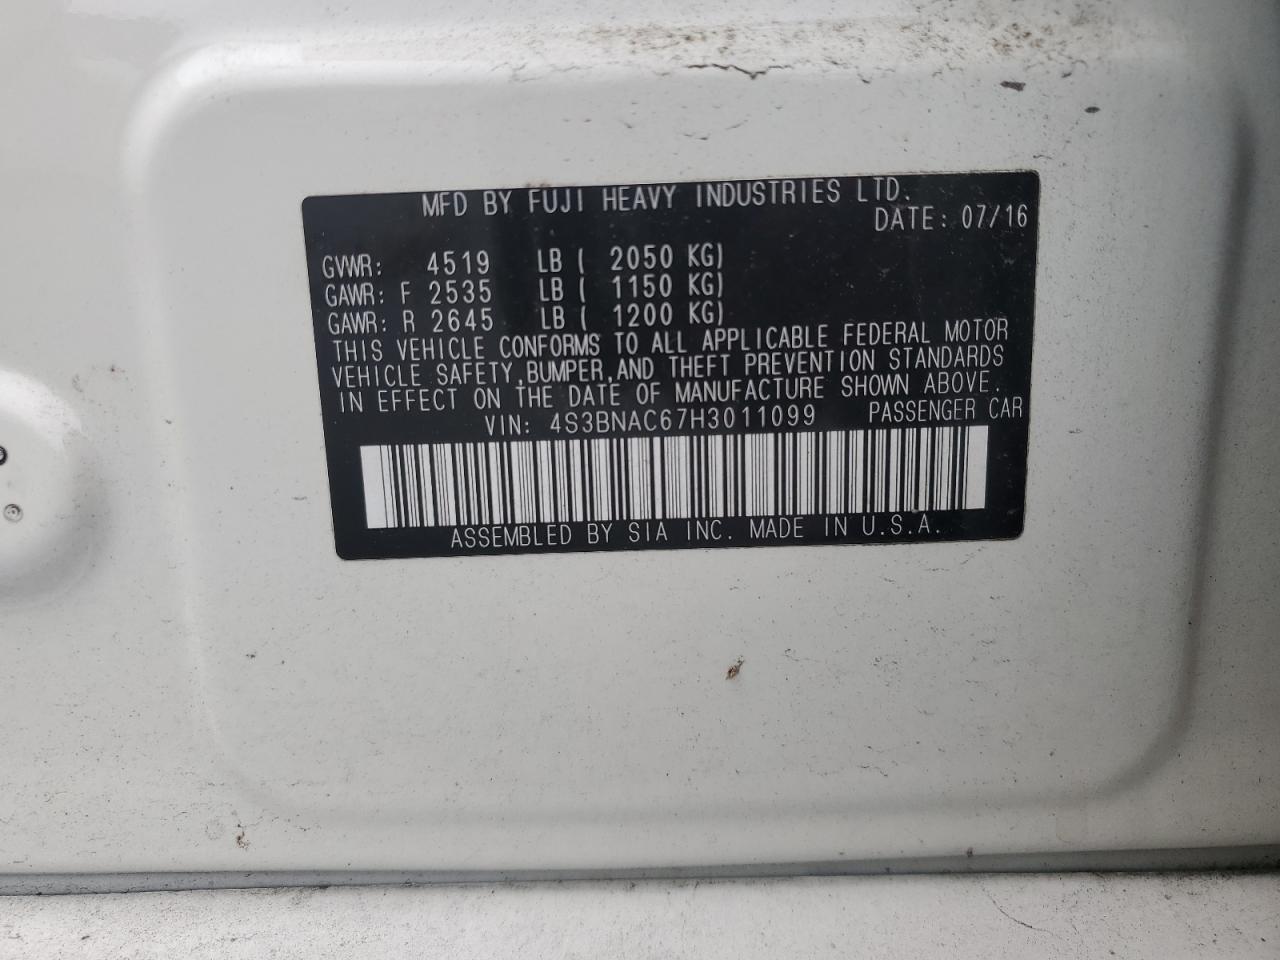 MFD BY FUJI HEAVY INDUSTRIES LTD.
DATE: 07/16
GVWR: 4519 LB ( 2050 KG)
GAWR: F 2535 LB ( 1150 KG)
GAWR: R 2645 LB ( 1200 KG)
THIS VEHICLE CONFORMS TO ALL APPLICABLE FEDERAL MOTOR
VEHICLE SAFETY,BUMPER,AND THEFT PREVENTION STANDARDS
IN EFFECT ON THE DATE OF MANUFACTURE SHOWN ABOVE.
VIN: 4S3BNAC67H3011099 PASSENGER CAR
ASSEMBLED BY SIA INC. MADE IN U.S.A.